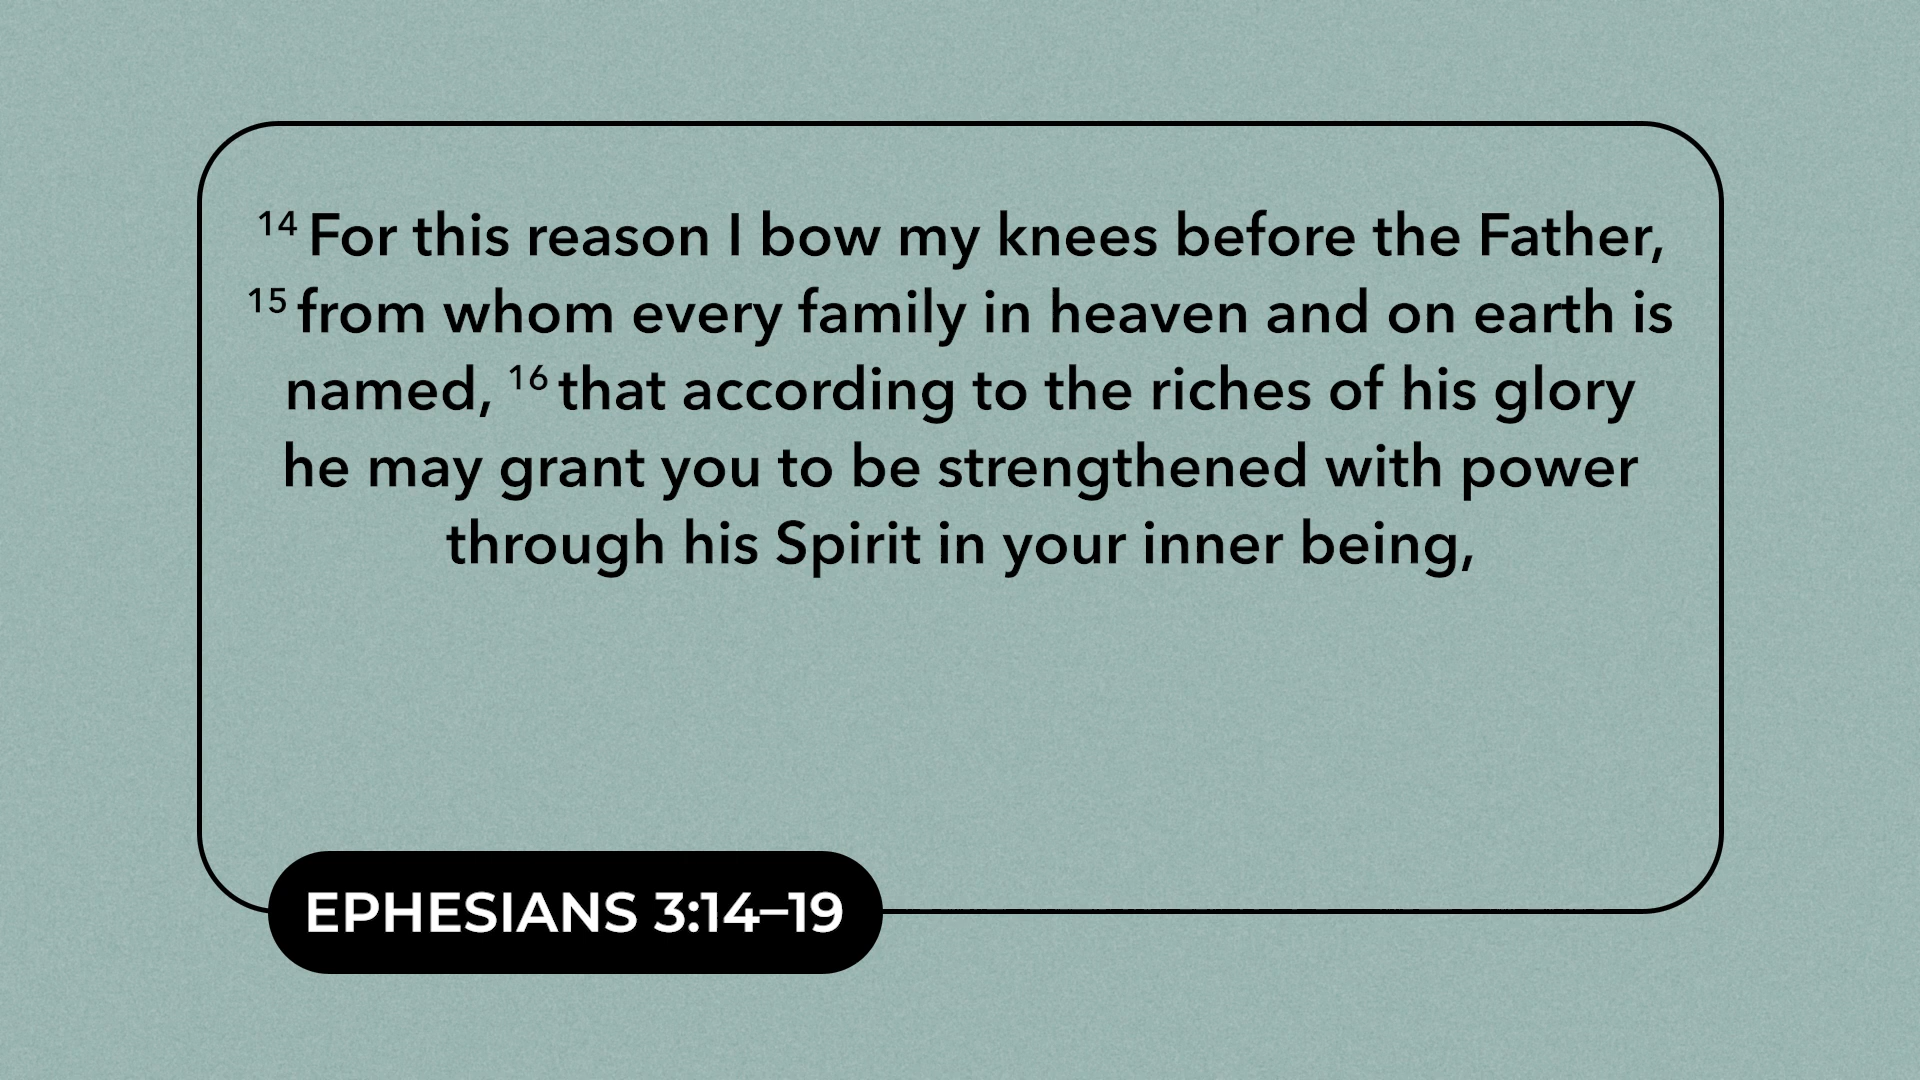 14 For this reason I bow my knees before the Father,
15 from whom every family in heaven and on earth is
named, 16 that according to the riches of his glory
he may grant you to be strengthened with power
through his Spirit in your inner being,
EPHESIANS 3:14–19